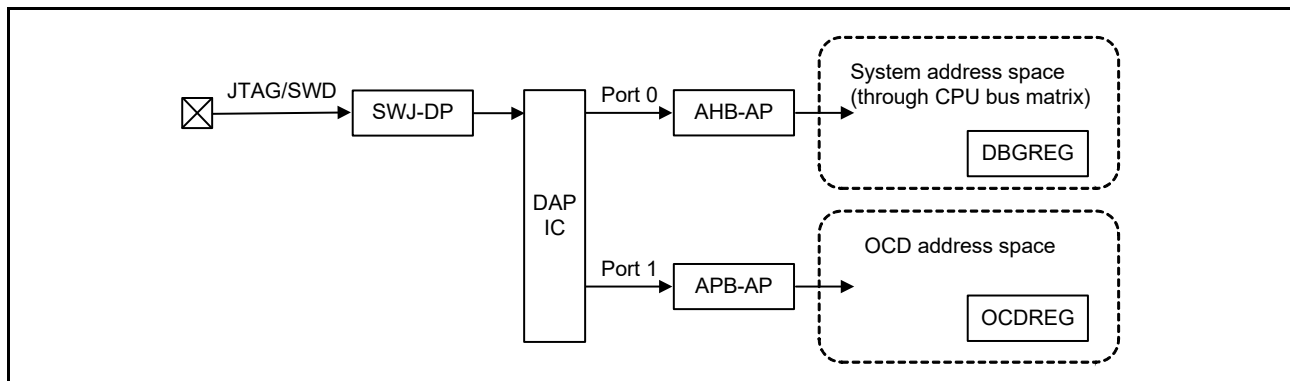 JTAG/SWD
SWJ-DP
DAP
IC
Port 0
AHB-AP
System address space
(through CPU bus matrix)
DBGREG
Port 1
APB-AP
OCD address space
OCDREG